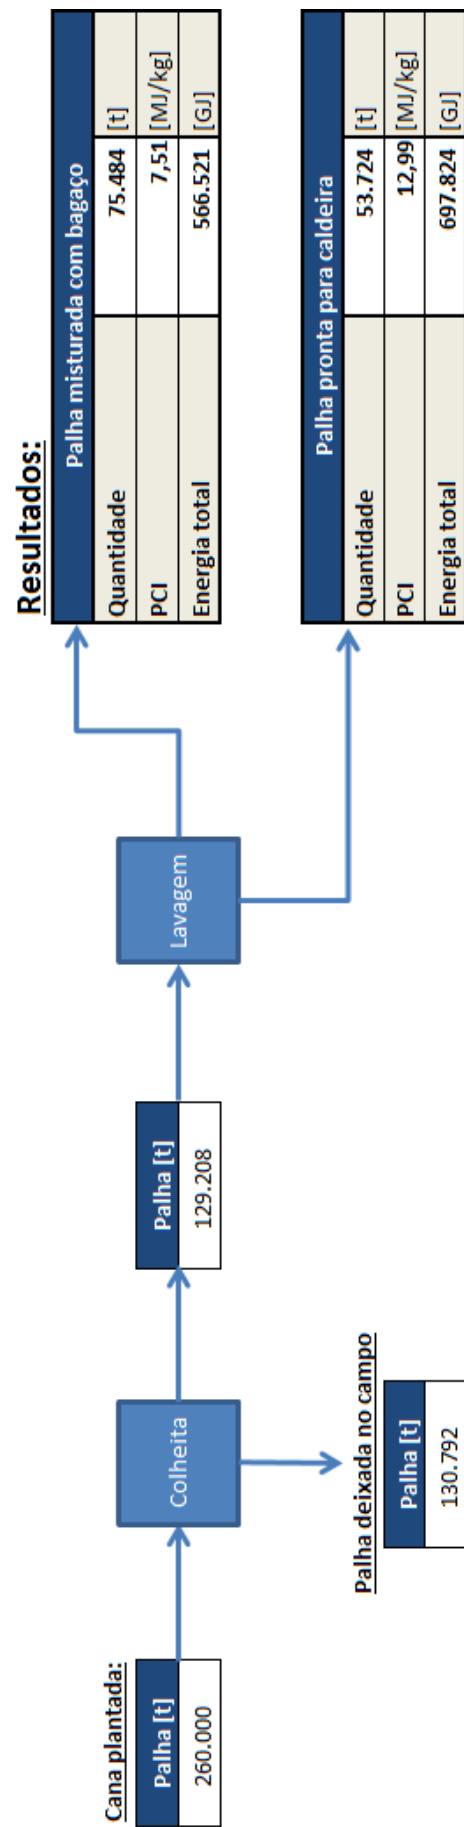 Resultados:
Cana plantada:
Palha [t]
260.000
Colheita
Palha deixada no campo
Palha [t]
130.792
Palha [t]
129.208
Lavagem
Palha misturada com bagaço
Quantidade 75.484 [t]
PCI 7,51 [MJ/kg]
Energia total 566.521 [GJ]
Palha pronta para caldeira
Quantidade 53.724 [t]
PCI 12,99 [MJ/kg]
Energia total 697.824 [GJ]